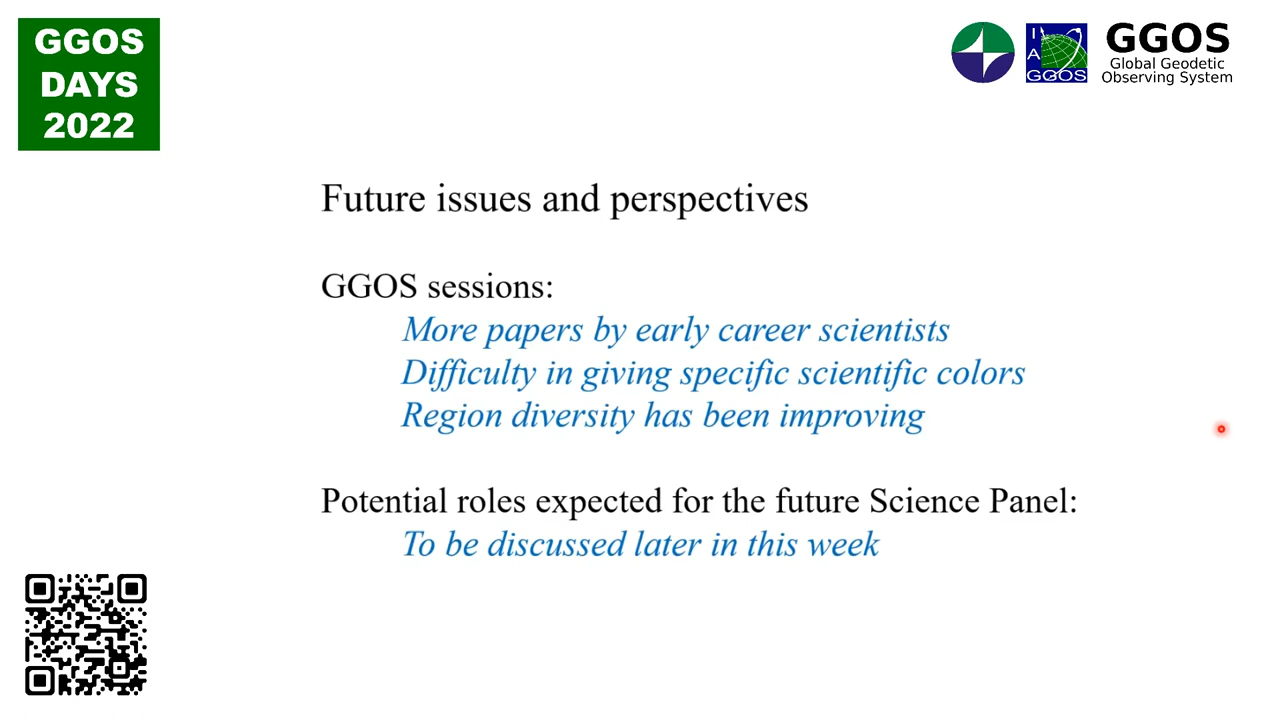 GGOS
DAYS
2022
I
A
G
GGOS
GGOS
Global Geodetic
Observing System
Future issues and perspectives
GGOS sessions:
More papers by early career scientists
Difficulty in giving specific scientific colors
Region diversity has been improving
Potential roles expected for the future Science Panel:
To be discussed later in this week